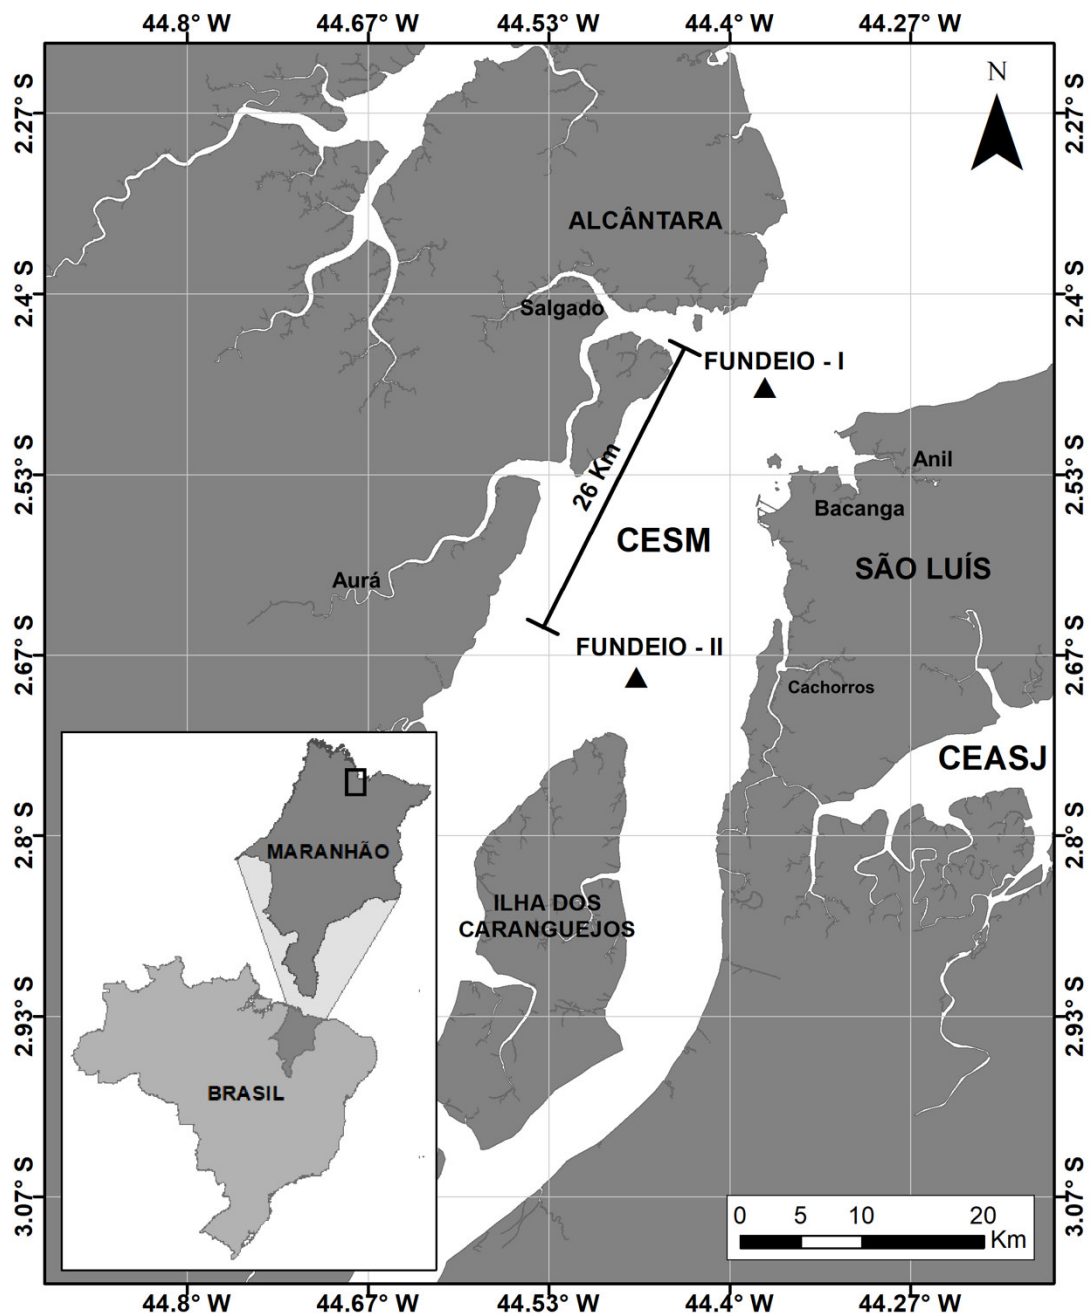 44.8° W 44.67° W 44.53° W 44.4° W 44.27° W
N
2.27° S 2.27° S
ALCÂNTARA
2.4° S 2.4° S
Salgado
FUNDEIO - I
26 Km
2.53° S 2.53° S
Anil
Bacanga
CESM
SÃO LUÍS
Aurá
FUNDEIO - II
2.67° S 2.67° S
Cachorros
CEASJ
2.8° S 2.8° S
MARANHÃO
ILHA DOS
CARANGUEJOS
2.93° S 2.93° S
BRASIL
3.07° S 3.07° S
0 5 10 20
Km
44.8° W 44.67° W 44.53° W 44.4° W 44.27° W